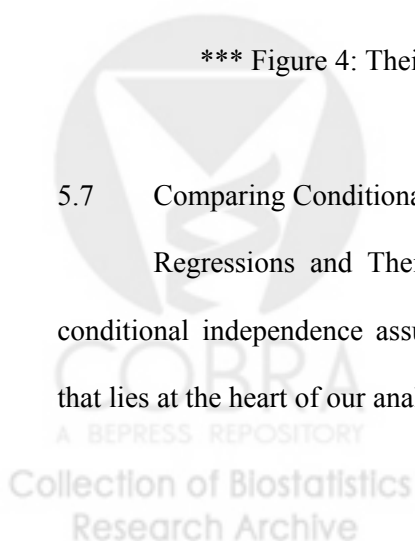 *** Figure 4: Thei
5.7 Comparing Conditiona
Regressions and Thei
conditional independence assu
that lies at the heart of our anal
COBRA
A BEPRESS REPOSITORY
Collection of Biostatistics
Research Archive